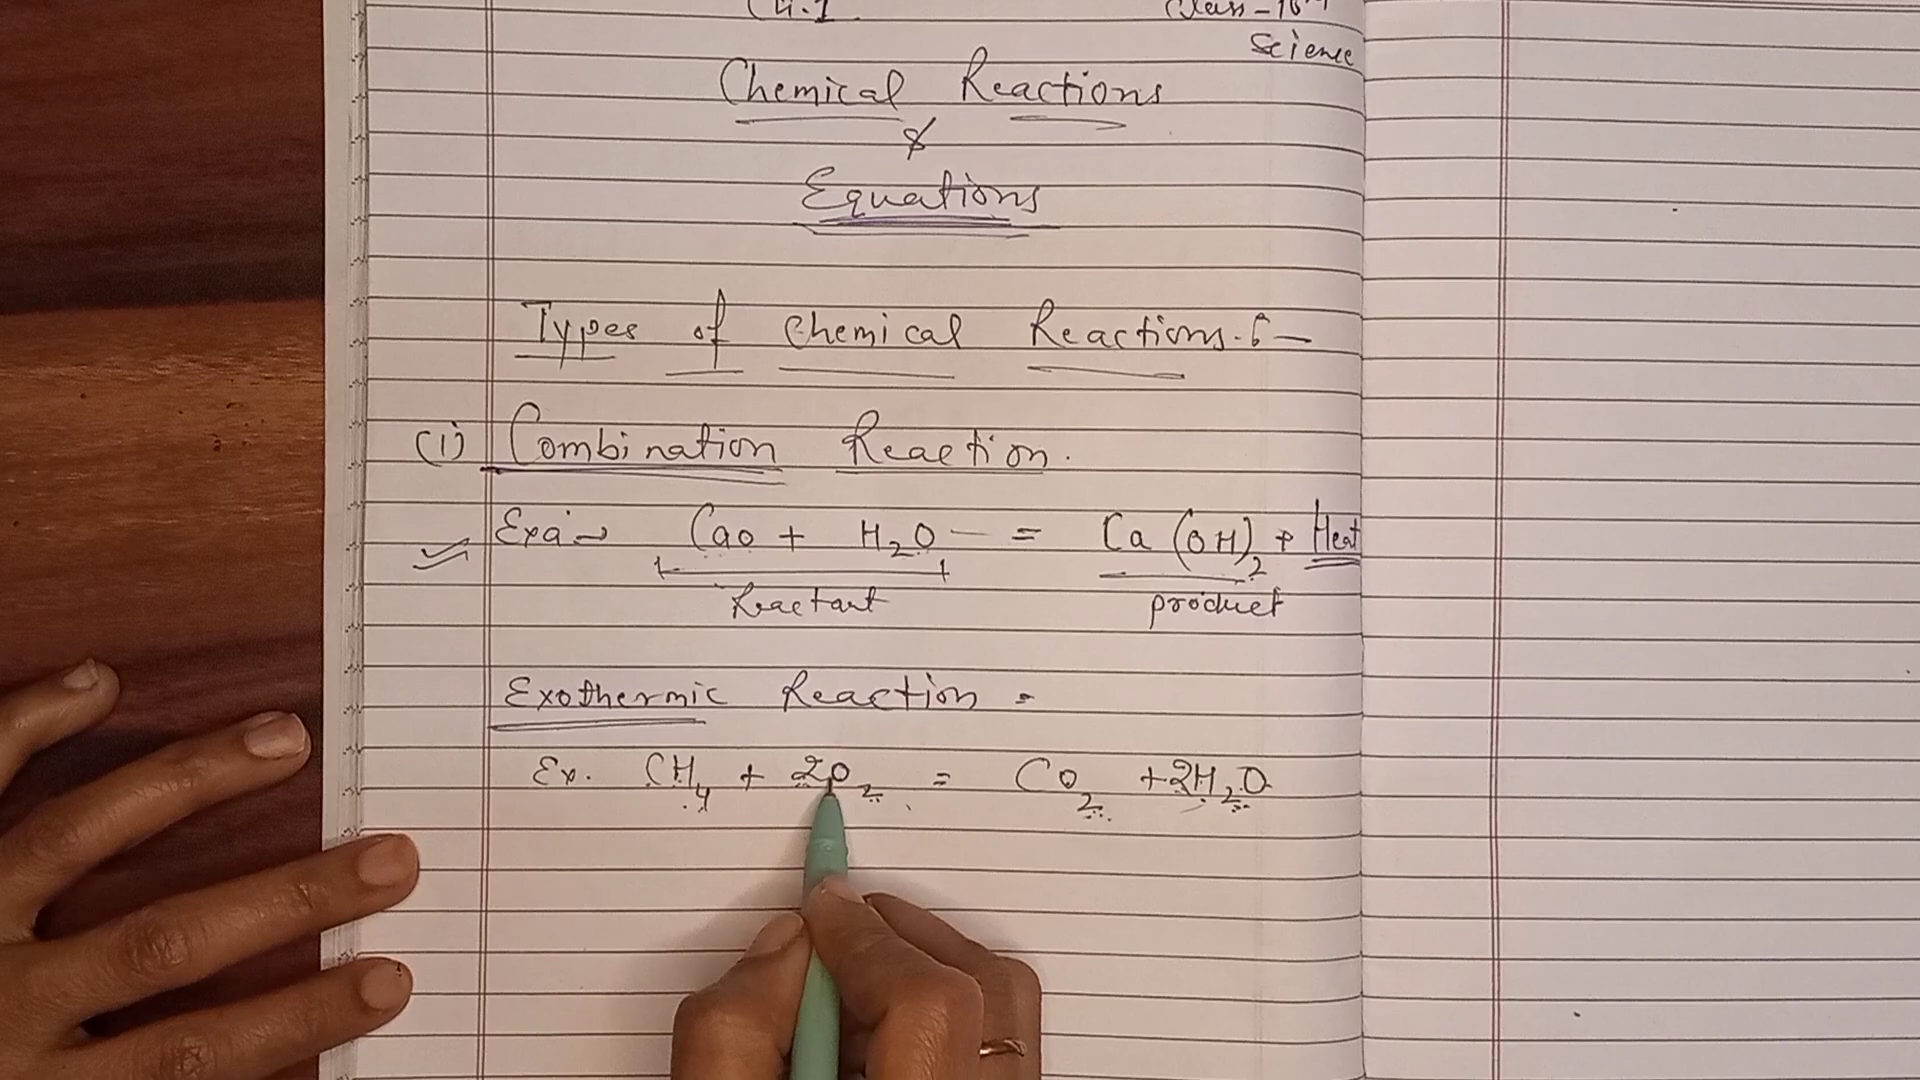 Ch.1
Class - 10th
Science
Chemical Reactions
&
Equations
Types of Chemical Reactions :-
(i) Combination Reaction.
Exa → CaO + H₂O — = Ca(OH)₂ + Heat
Reactant product
Exothermic Reaction =
Ex. CH₄ + 2O₂ = CO₂ + 2H₂O